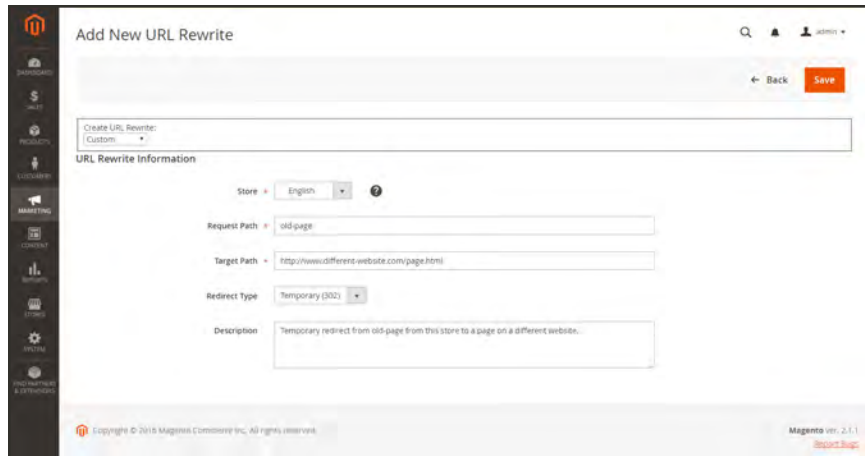 Add New URL Rewrite
admin
DASHBOARD
← Back
Save
SALES
Create URL Rewrite:
Custom
PRODUCTS
URL Rewrite Information
CUSTOMERS
Store * English
MARKETING
Request Path * old-page
CONTENT
Target Path * http://www.different-website.com/page.html
REPORTS
Redirect Type Temporary (302)
STORES
Description Temporary redirect from old-page from this store to a page on a different website.
SYSTEM
FIND PARTNERS
& EXTENSIONS
Copyright © 2016 Magento Commerce Inc. All rights reserved.
Magento ver. 2.1.1
Report Bugs